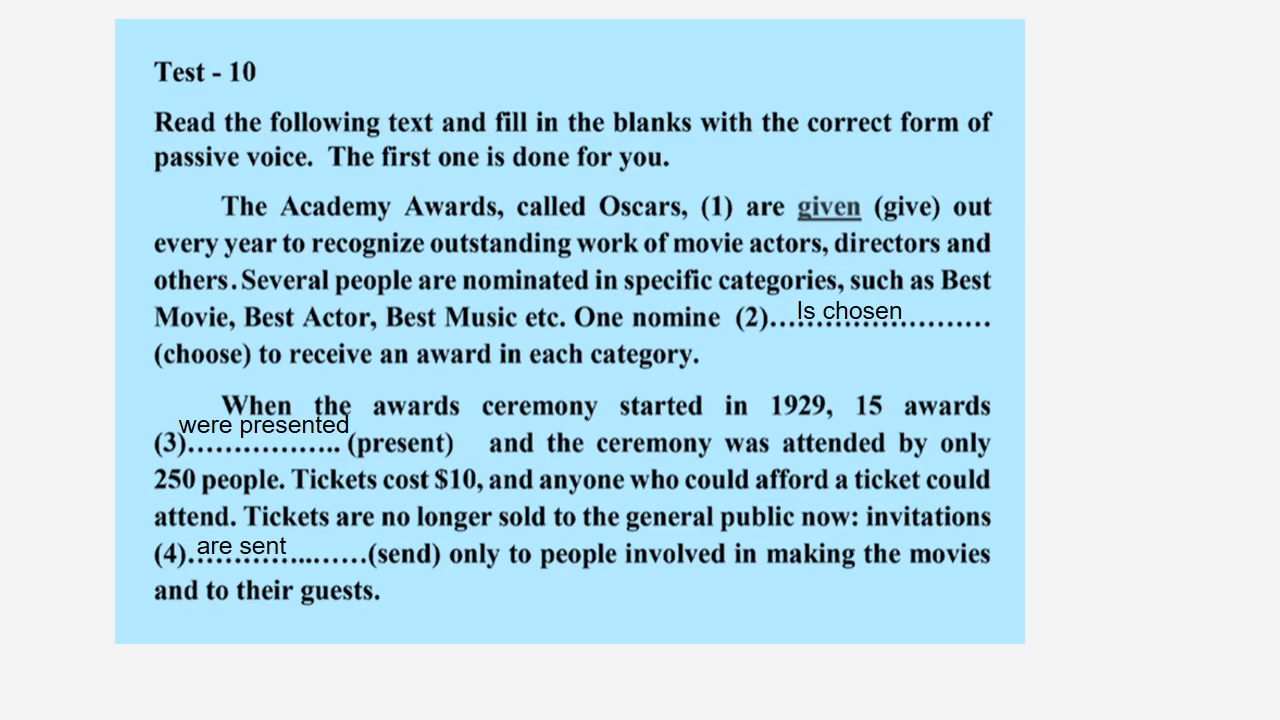 Test - 10
Read the following text and fill in the blanks with the correct form of
passive voice. The first one is done for you.
The Academy Awards, called Oscars, (1) are given (give) out
every year to recognize outstanding work of movie actors, directors and
others. Several people are nominated in specific categories, such as Best
Movie, Best Actor, Best Music etc. One nomine (2)...Is chosen........
(choose) to receive an award in each category.
When the awards ceremony started in 1929, 15 awards
were presented
(3)................. (present) and the ceremony was attended by only
250 people. Tickets cost $10, and anyone who could afford a ticket could
attend. Tickets are no longer sold to the general public now: invitations
(4).are sent.........(send) only to people involved in making the movies
and to their guests.